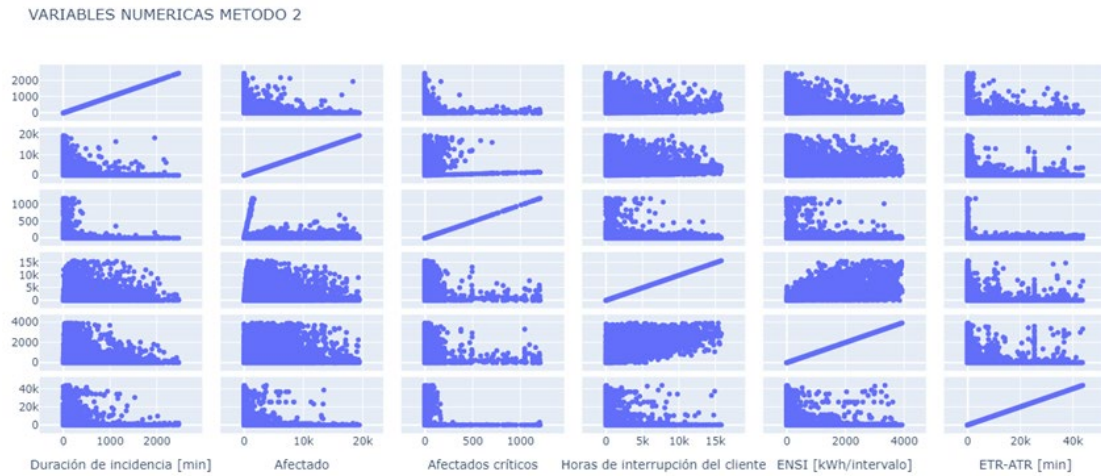 VARIABLES NUMERICAS METODO 2
2000
1000
0
20k
10k
0
1000
500
0
15k
10k
5k
0
4000
2000
0
40k
20k
0
0 1000 2000 0 10k 20k 0 500 1000 0 5k 10k 15k 0 2000 4000 0 20k 40k
Duración de incidencia [min] Afectado Afectados críticos Horas de interrupción del cliente ENSI [kWh/intervalo] ETR-ATR [min]